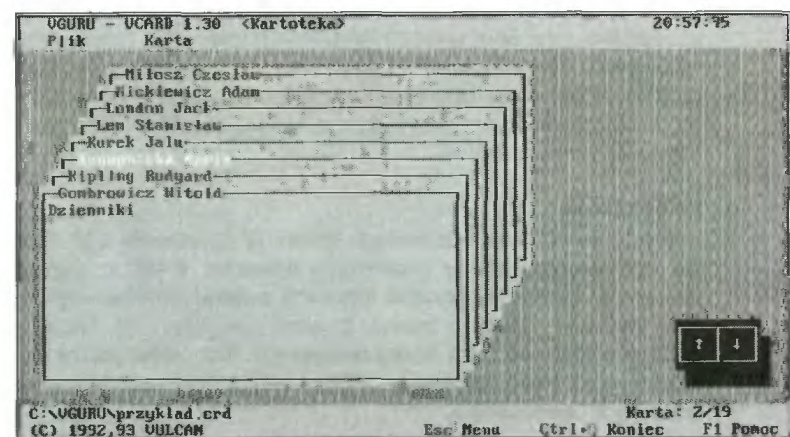 VGURU - VCARD 1.30 <Kartoteka> 20:57:
Plik Karta
Miłosz Czesław
Mickiewicz Adam
London Jack
Lem Stanisław
Kurek Jalu
Kipling Rudyard
Gombrowicz Witold
Dzienniki
↑ ↓
C:\VGURU\przyklad.crd Karta: 2/19
(C) 1992,93 VULCAN Esc Menu Ctrl Koniec F1 Pomoc